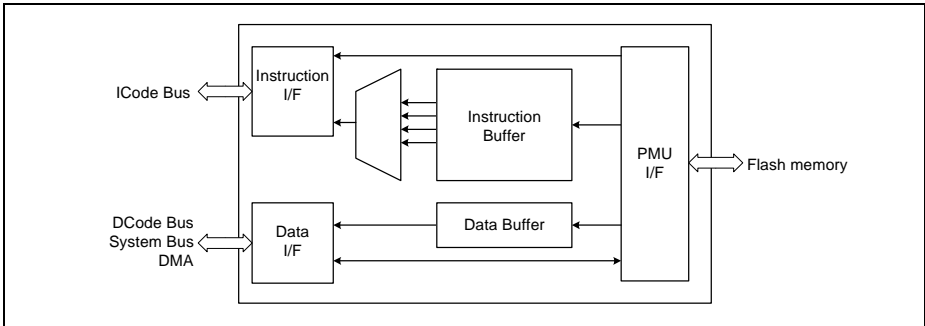 ICode Bus
Instruction
I/F
Instruction
Buffer
PMU
I/F
Flash memory
DCode Bus
System Bus
DMA
Data
I/F
Data Buffer